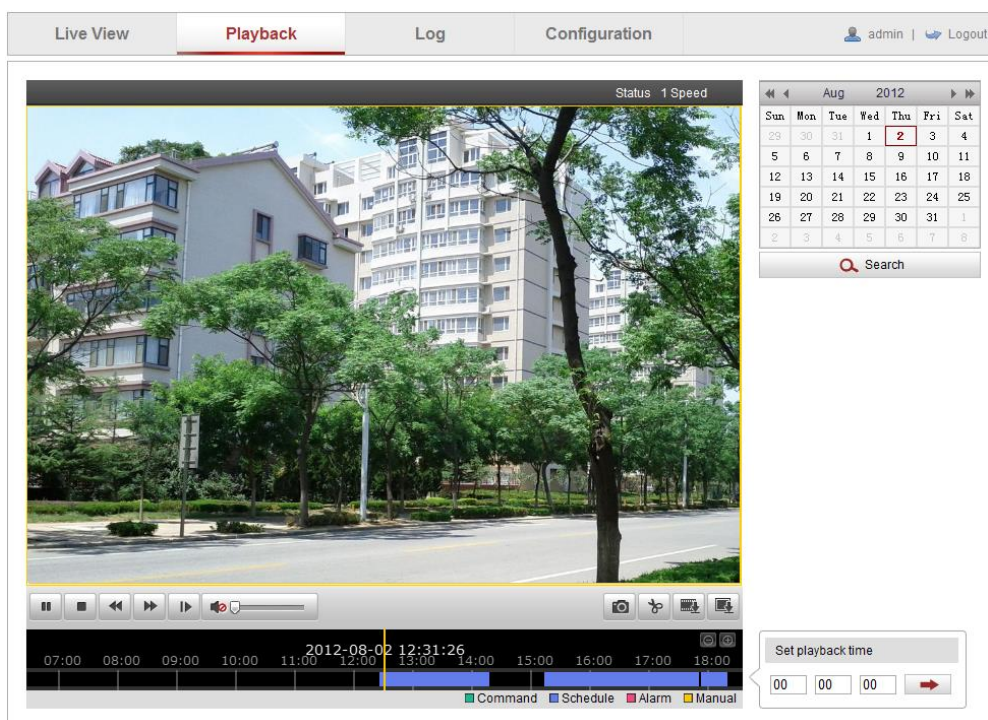 Live View Playback Log Configuration admin | Logout
Status 1 Speed
Aug 2012
Sun Mon Tue Wed Thu Fri Sat
29 30 31 1 2 3 4
5 6 7 8 9 10 11
12 13 14 15 16 17 18
19 20 21 22 23 24 25
26 27 28 29 30 31 1
2 3 4 5 6 7 8
Search
2012-08-02 12:31:26
07:00 08:00 09:00 10:00 11:00 12:00 13:00 14:00 15:00 16:00 17:00 18:00
Command Schedule Alarm Manual
Set playback time
00 00 00